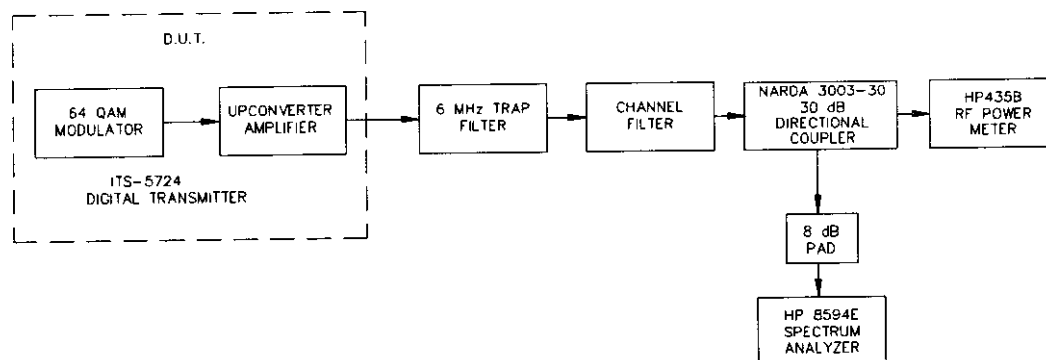 D.U.T.
64 QAM
MODULATOR
UPCONVERTER
AMPLIFIER
ITS-5724
DIGITAL TRANSMITTER
6 MHz TRAP
FILTER
CHANNEL
FILTER
NARDA 3003-30
30 dB
DIRECTIONAL
COUPLER
HP435B
RF POWER
METER
8 dB
PAD
HP 8594E
SPECTRUM
ANALYZER